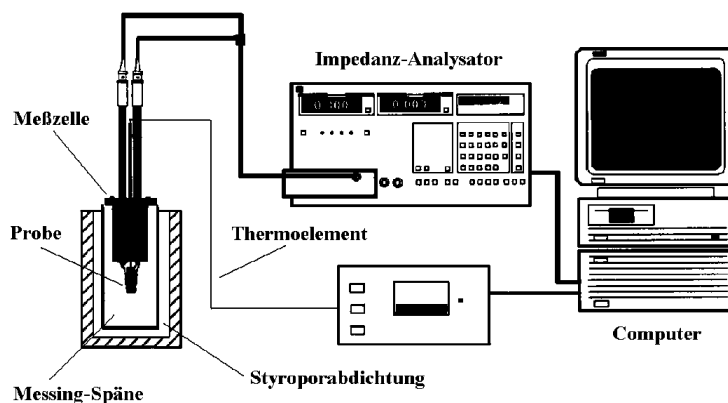 Impedanz-Analysator
Meßzelle
Probe
Thermoelement
Computer
Styroporabdichtung
Messing-Späne